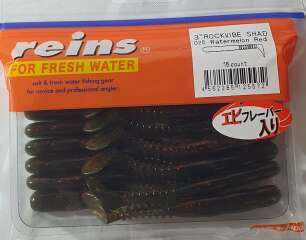 reins®
FOR FRESH WATER
salt & fresh water fishing gear
for novice and professional angler
3"ROCKVIBE SHAD
020 Watermelon Red
15 count
エビフレーバー
入り